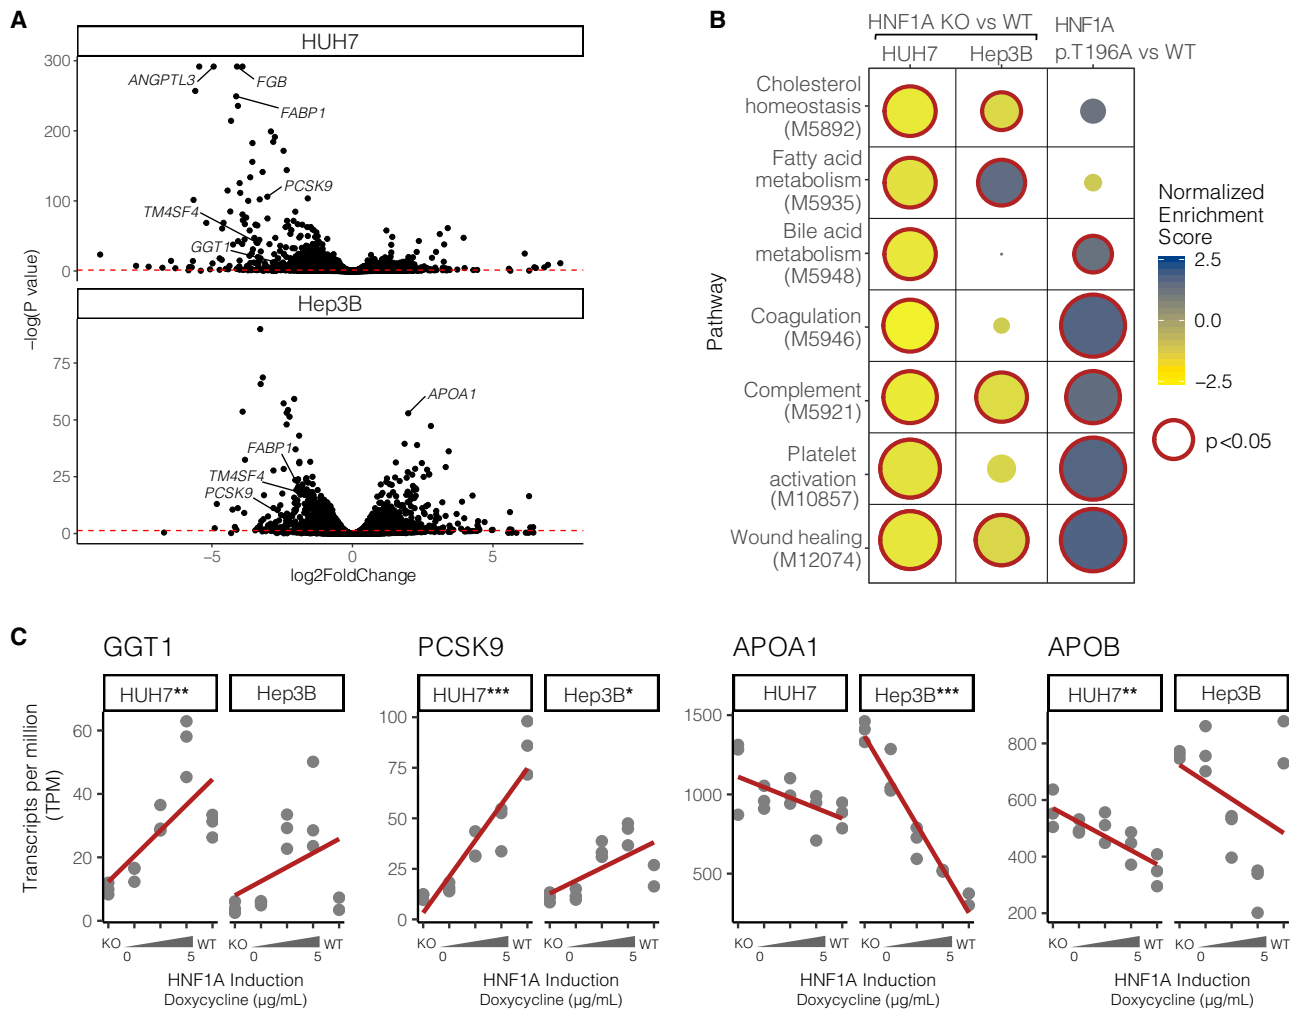 A
HUH7
300
200
100
0
ANGPTL3
FGB
FABP1
PCSK9
TM4SF4
GGT1
−log(P value)
Hep3B
75
50
25
0
APOA1
FABP1
TM4SF4
PCSK9
−5
0
5
log2FoldChange
B
HNF1A KO vs WT
HUH7
Hep3B
HNF1A
p.T196A vs WT
Pathway
Cholesterol
homeostasis
(M5892)
Fatty acid
metabolism
(M5935)
Bile acid
metabolism
(M5948)
Coagulation
(M5946)
Complement
(M5921)
Platelet
activation
(M10857)
Wound healing
(M12074)
Normalized
Enrichment
Score
2.5
0.0
−2.5
p<0.05
C
GGT1
HUH7**
Hep3B
Transcripts per million
(TPM)
60
40
20
0
KO
WT
0
5
KO
WT
0
5
HNF1A Induction
Doxycycline (µg/mL)
PCSK9
HUH7***
Hep3B*
100
75
50
25
0
KO
WT
0
5
KO
WT
0
5
HNF1A Induction
Doxycycline (µg/mL)
APOA1
HUH7
Hep3B***
1500
1000
500
KO
WT
0
5
KO
WT
0
5
HNF1A Induction
Doxycycline (µg/mL)
APOB
HUH7**
Hep3B
800
600
400
200
KO
WT
0
5
KO
WT
0
5
HNF1A Induction
Doxycycline (µg/mL)